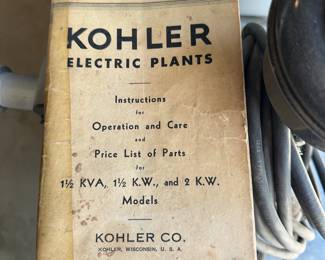 KOHLER
ELECTRIC PLANTS
Instructions
for
Operation and Care
and
Price List of Parts
for
1½ KVA, 1½ K.W., and 2 K.W.
Models
KOHLER CO.
KOHLER, WISCONSIN, U. S. A.